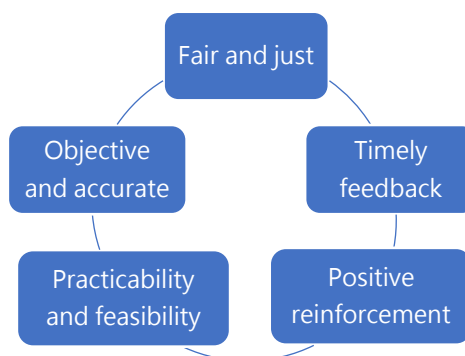 Fair and just
Objective
and accurate
Timely
feedback
Practicability
and feasibility
Positive
reinforcement